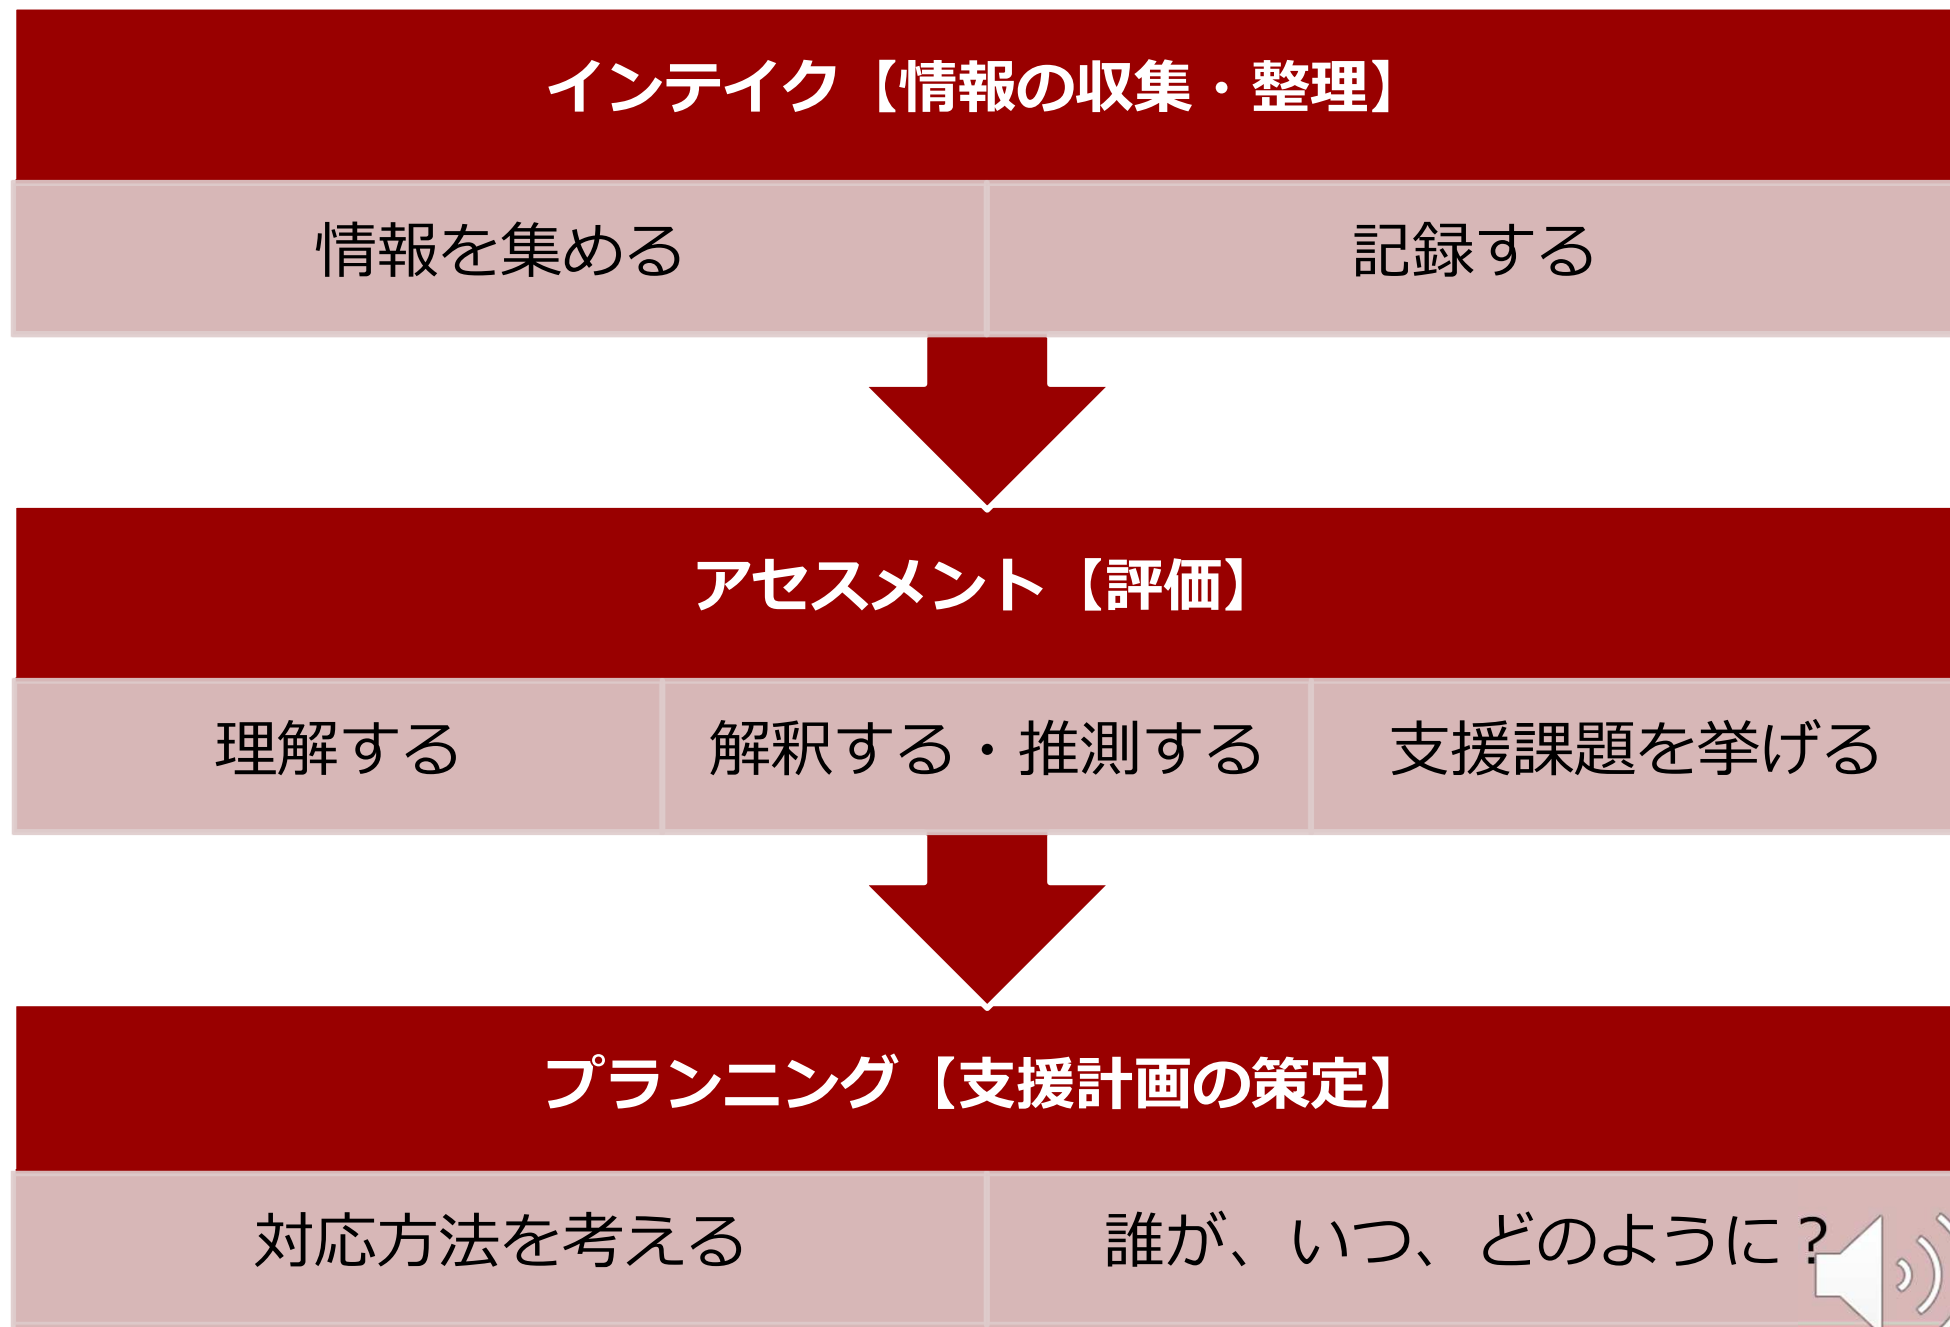 インテイク【情報の収集・整理】
情報を集める
記録する
アセスメント【評価】
理解する
解釈する・推測する
支援課題を挙げる
プランニング【支援計画の策定】
対応方法を考える
誰が、いつ、どのように？